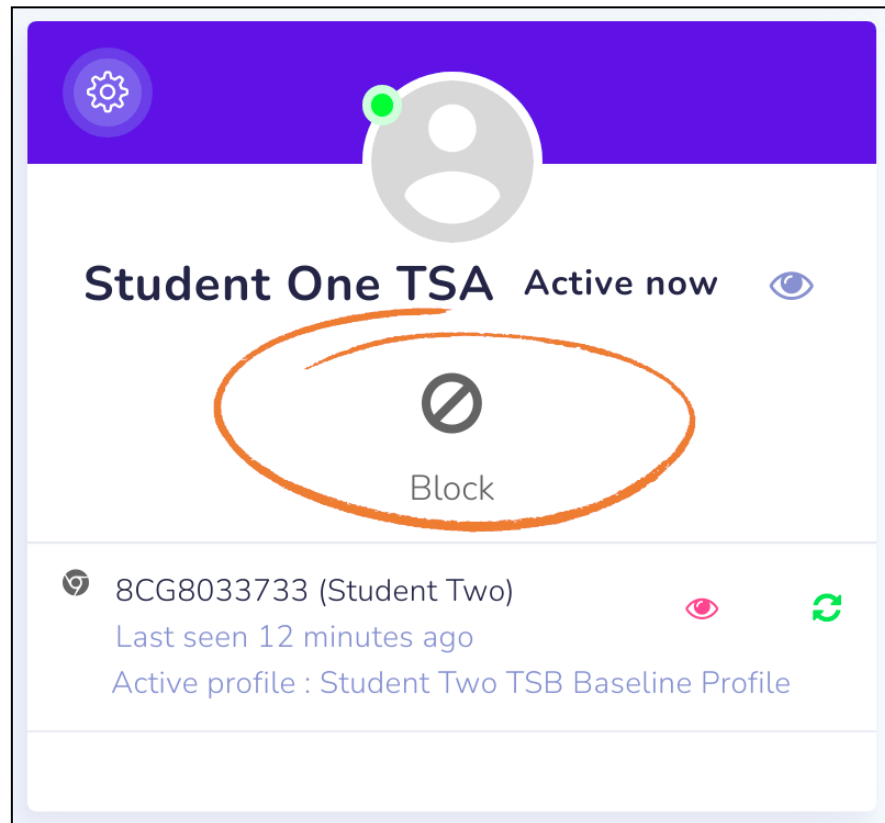 Student One TSA Active now
Block
8CG8033733 (Student Two)
Last seen 12 minutes ago
Active profile : Student Two TSB Baseline Profile